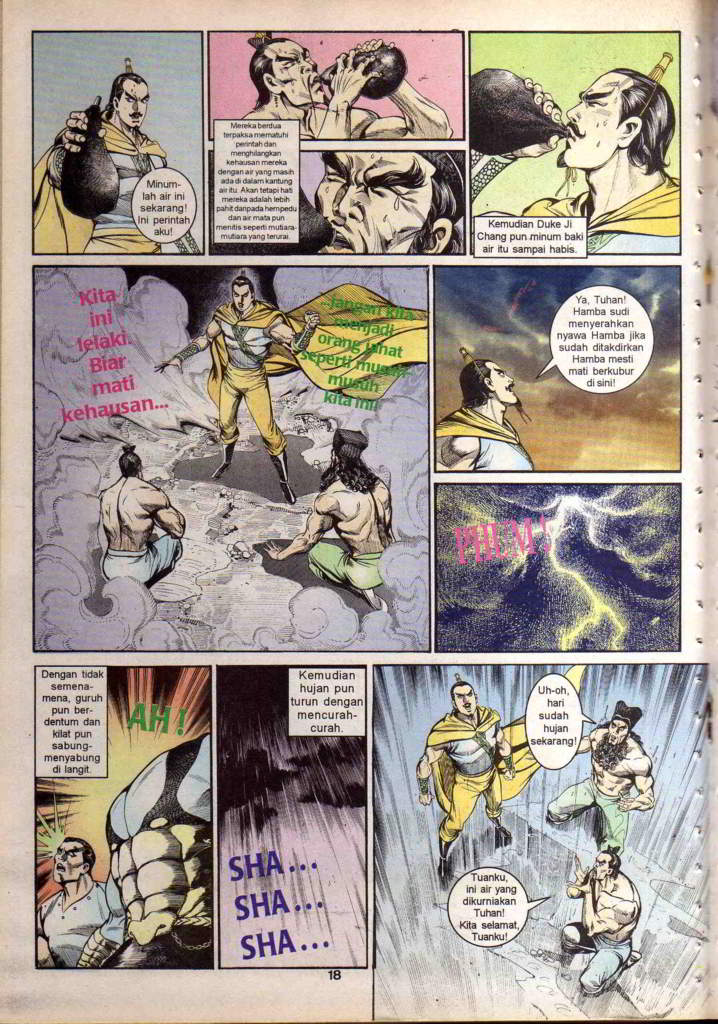 Minum-
lah air ini
sekarang!
Ini perintah
aku!
Mereka berdua
terpaksa mematuhi
perintah dan
menghilangkan
kehausan mereka
dengan air yang masih
ada di dalam kantung
air itu. Akan tetapi hati
mereka adalah lebih
pahit daripada hempedu
dan air mata pun
menitis seperti mutiara-
mutiara yang terurai.
Kemudian Duke Ji
Chang pun minum baki
air itu sampai habis.
Kita
ini
lelaki
Biar
mati
kehausan...
...Jangan kita
menjadi
orang jahat
seperti musuh-
musuh
kita ini!
Ya, Tuhan!
Hamba sudi
menyerahkan
nyawa Hamba jika
sudah ditakdirkan
Hamba mesti
mati berkubur
di sini!
PHUM!
Dengan tidak
semena-
mena, guruh
pun ber-
dentum dan
kilat pun
sabung-
menyabung
di langit.
AH!
Kemudian
hujan pun
turun dengan
mencurah-
curah.
SHA...
SHA...
SHA...
Uh-oh,
hari
sudah
hujan
sekarang!
Tuanku,
ini air yang
dikurniakan
Tuhan!
Kita selamat,
Tuanku!
18